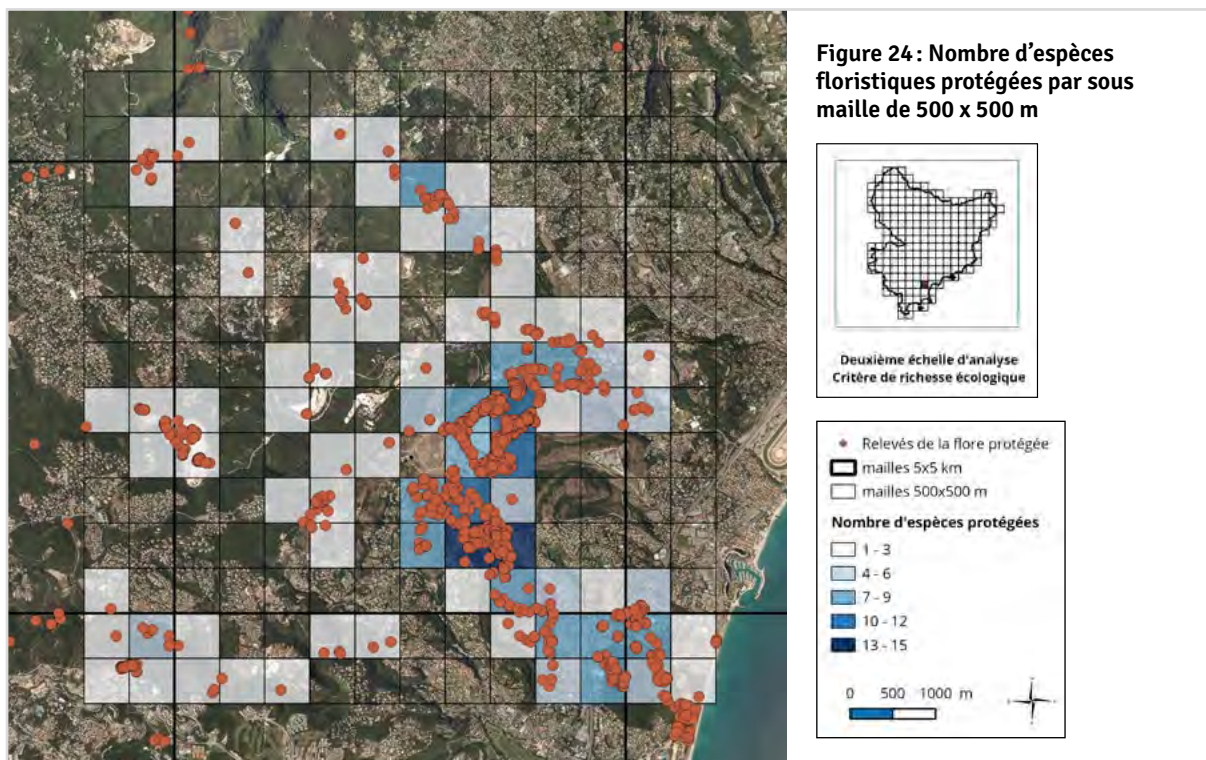 Figure 24 : Nombre d'espèces
floristiques protégées par sous
maille de 500 x 500 m
Deuxième échelle d'analyse
Critère de richesse écologique
Relevés de la flore protégée
mailles 5x5 km
mailles 500x500 m
Nombre d'espèces protégées
1 - 3
4 - 6
7 - 9
10 - 12
13 - 15
0 500 1000 m